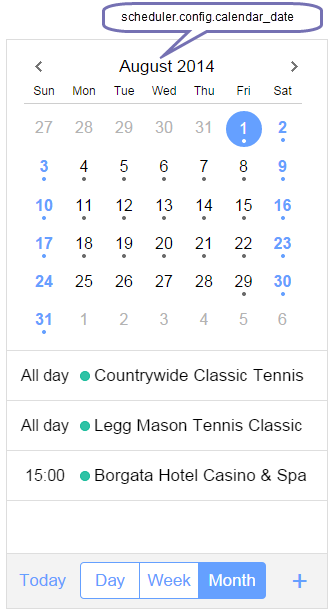 scheduler.config.calendar_date
August 2014
Sun Mon Tue Wed Thu Fri Sat
27 28 29 30 31 1 2
3 4 5 6 7 8 9
10 11 12 13 14 15 16
17 18 19 20 21 22 23
24 25 26 27 28 29 30
31 1 2 3 4 5 6
All day Countrywide Classic Tennis
All day Legg Mason Tennis Classic
15:00 Borgata Hotel Casino & Spa
Today Day Week Month +